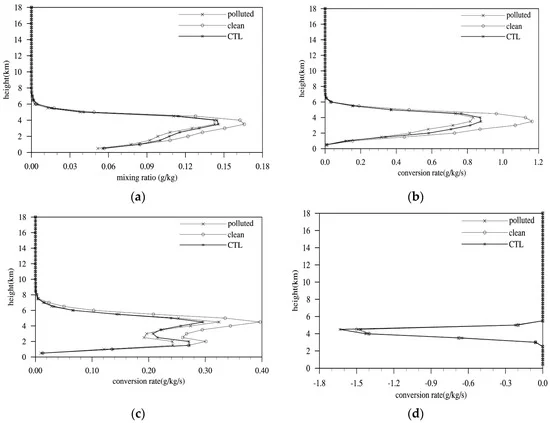 18
16
14
12
10
8
6
4
2
0
height(km)
polluted
clean
CTL
0.00 0.03 0.06 0.09 0.12 0.15 0.18
mixing ratio (g/kg)
(a)
18
16
14
12
10
8
6
4
2
0
height(km)
polluted
clean
CTL
0.0 0.2 0.4 0.6 0.8 1.0 1.2
conversion rate(g/kg/s)
(b)
18
16
14
12
10
8
6
4
2
0
height(km)
polluted
clean
CTL
0.00 0.10 0.20 0.30 0.40
conversion rate(g/kg/s)
(c)
18
16
14
12
10
8
6
4
2
0
height(km)
polluted
clean
CTL
-1.8 -1.5 -1.2 -0.9 -0.6 -0.3 0.0
conversion rate(g/kg/s)
(d)